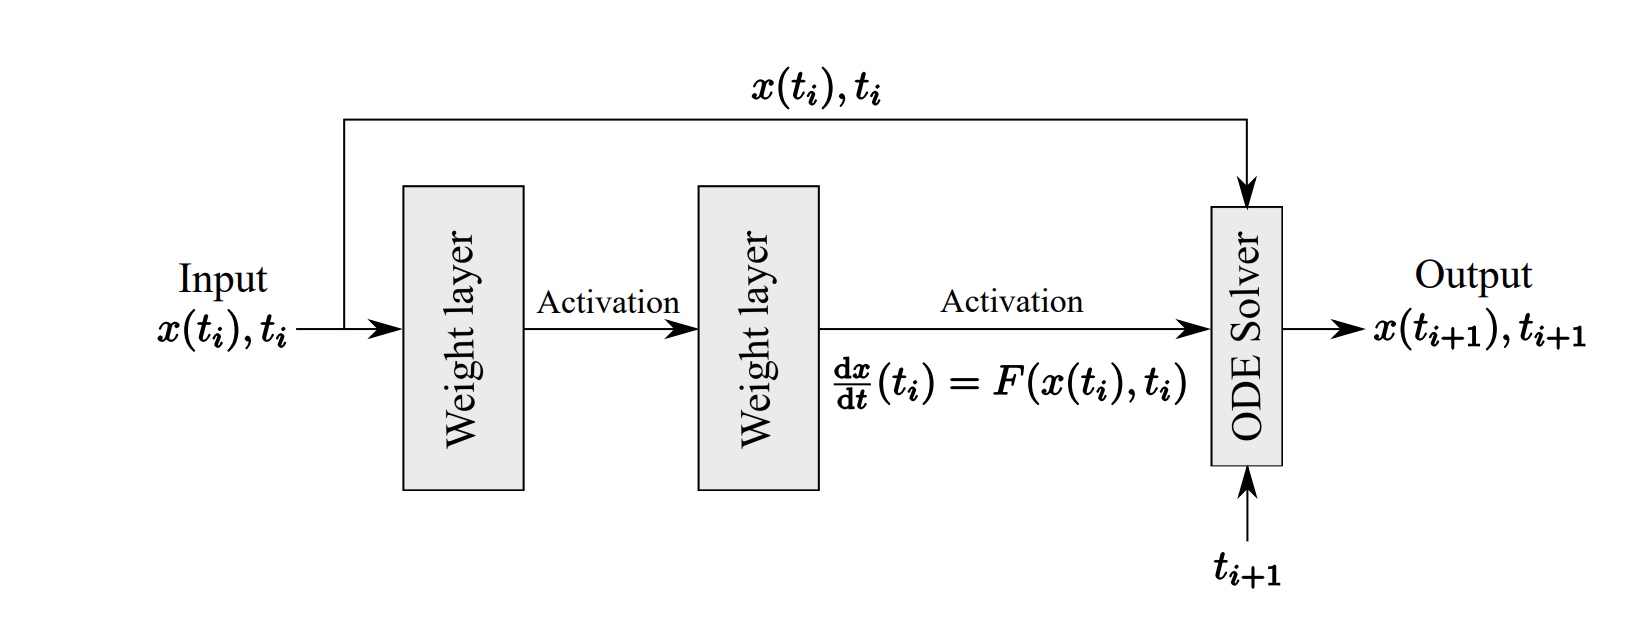 x(t_i), t_i
Input
x(t_i), t_i
Weight layer
Activation
Weight layer
Activation
dx/dt (t_i) = F(x(t_i), t_i)
ODE Solver
t_{i+1}
Output
x(t_{i+1}), t_{i+1}